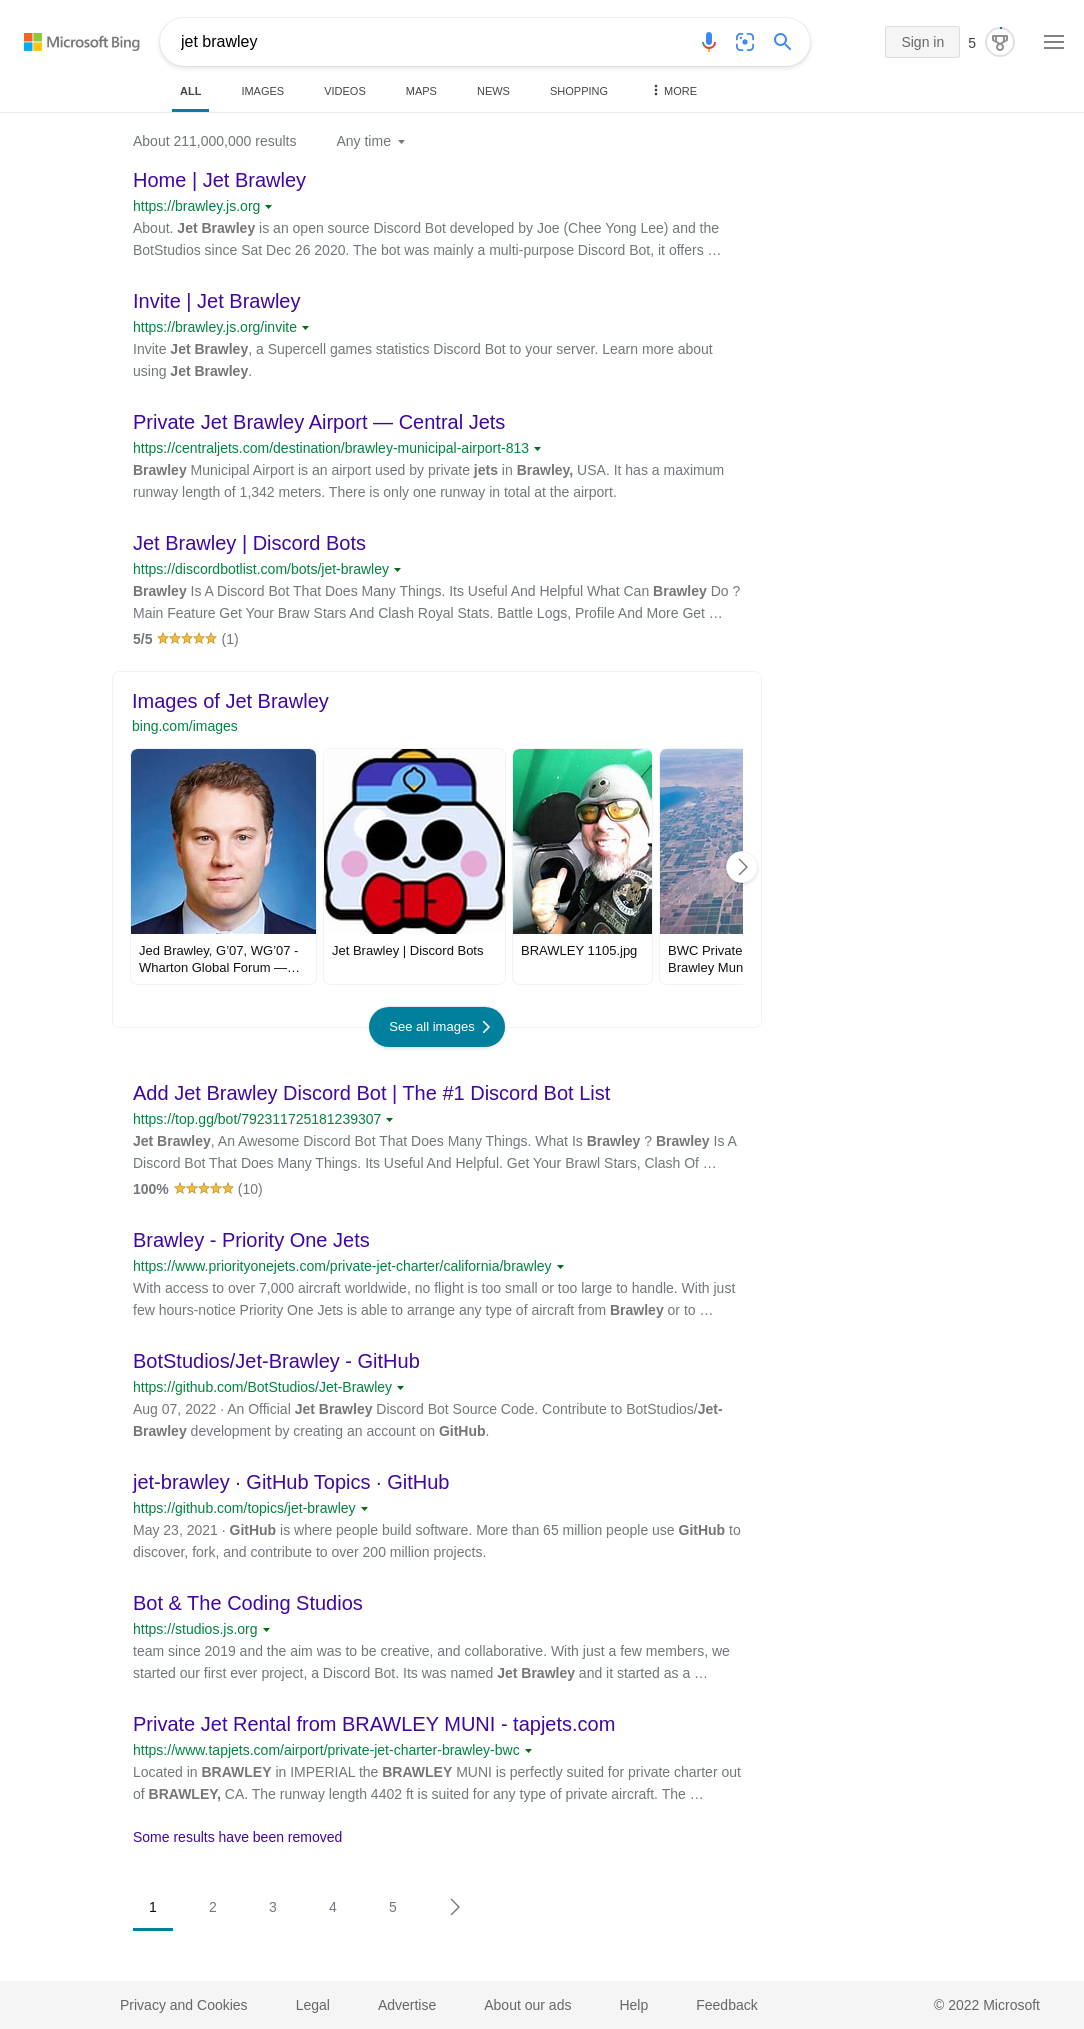 Microsoft Bing
jet brawley
Sign in
5
ALL
IMAGES
VIDEOS
MAPS
NEWS
SHOPPING
MORE
About 211,000,000 results
Any time
Home | Jet Brawley
https://brawley.js.org
About. Jet Brawley is an open source Discord Bot developed by Joe (Chee Yong Lee) and the
BotStudios since Sat Dec 26 2020. The bot was mainly a multi-purpose Discord Bot, it offers …
Invite | Jet Brawley
https://brawley.js.org/invite
Invite Jet Brawley, a Supercell games statistics Discord Bot to your server. Learn more about
using Jet Brawley.
Private Jet Brawley Airport — Central Jets
https://centraljets.com/destination/brawley-municipal-airport-813
Brawley Municipal Airport is an airport used by private jets in Brawley, USA. It has a maximum
runway length of 1,342 meters. There is only one runway in total at the airport.
Jet Brawley | Discord Bots
https://discordbotlist.com/bots/jet-brawley
Brawley Is A Discord Bot That Does Many Things. Its Useful And Helpful What Can Brawley Do ?
Main Feature Get Your Braw Stars And Clash Royal Stats. Battle Logs, Profile And More Get …
5/5 (1)
Images of Jet Brawley
bing.com/images
Jed Brawley, G'07, WG'07 -
Wharton Global Forum —…
Jet Brawley | Discord Bots
BRAWLEY 1105.jpg
BWC Private
Brawley Mun
See all images
Add Jet Brawley Discord Bot | The #1 Discord Bot List
https://top.gg/bot/792311725181239307
Jet Brawley, An Awesome Discord Bot That Does Many Things. What Is Brawley ? Brawley Is A
Discord Bot That Does Many Things. Its Useful And Helpful. Get Your Brawl Stars, Clash Of …
100% (10)
Brawley - Priority One Jets
https://www.priorityonejets.com/private-jet-charter/california/brawley
With access to over 7,000 aircraft worldwide, no flight is too small or too large to handle. With just
few hours-notice Priority One Jets is able to arrange any type of aircraft from Brawley or to …
BotStudios/Jet-Brawley - GitHub
https://github.com/BotStudios/Jet-Brawley
Aug 07, 2022 · An Official Jet Brawley Discord Bot Source Code. Contribute to BotStudios/Jet-
Brawley development by creating an account on GitHub.
jet-brawley · GitHub Topics · GitHub
https://github.com/topics/jet-brawley
May 23, 2021 · GitHub is where people build software. More than 65 million people use GitHub to
discover, fork, and contribute to over 200 million projects.
Bot & The Coding Studios
https://studios.js.org
team since 2019 and the aim was to be creative, and collaborative. With just a few members, we
started our first ever project, a Discord Bot. Its was named Jet Brawley and it started as a …
Private Jet Rental from BRAWLEY MUNI - tapjets.com
https://www.tapjets.com/airport/private-jet-charter-brawley-bwc
Located in BRAWLEY in IMPERIAL the BRAWLEY MUNI is perfectly suited for private charter out
of BRAWLEY, CA. The runway length 4402 ft is suited for any type of private aircraft. The …
Some results have been removed
1
2
3
4
5
Privacy and Cookies
Legal
Advertise
About our ads
Help
Feedback
© 2022 Microsoft